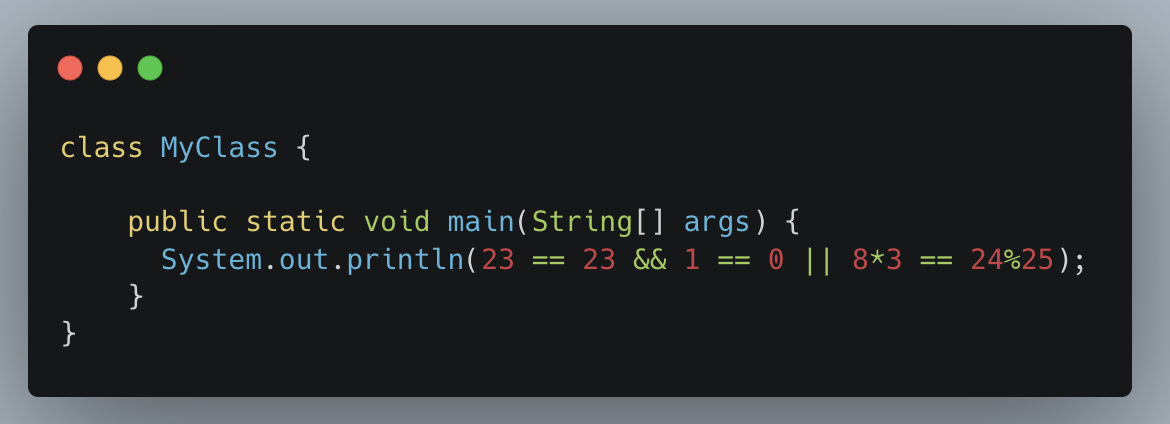 class MyClass {
    public static void main(String[] args) {
      System.out.println(23 == 23 && 1 == 0 || 8*3 == 24%25);
    }
}